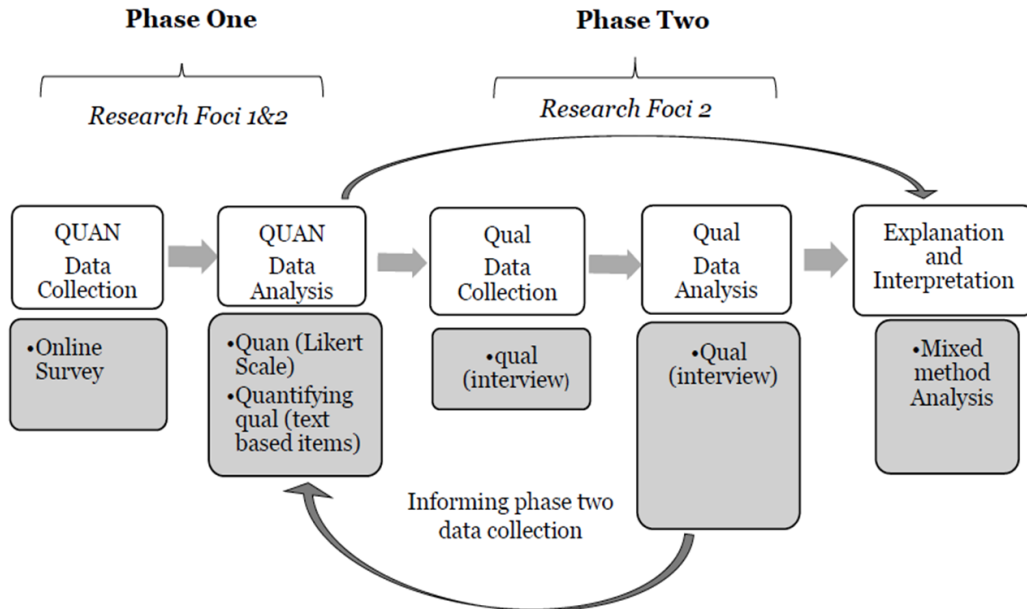 Phase One
Phase Two
Research Foci 1&2
Research Foci 2
QUAN
Data
Collection
QUAN
Data
Analysis
Qual
Data
Collection
Qual
Data
Analysis
Explanation
and
Interpretation
•Online
Survey
•Quan (Likert
Scale)
•Quantifying
qual (text
based items)
•qual
(interview)
•Qual
(interview)
•Mixed
method
Analysis
Informing phase two
data collection